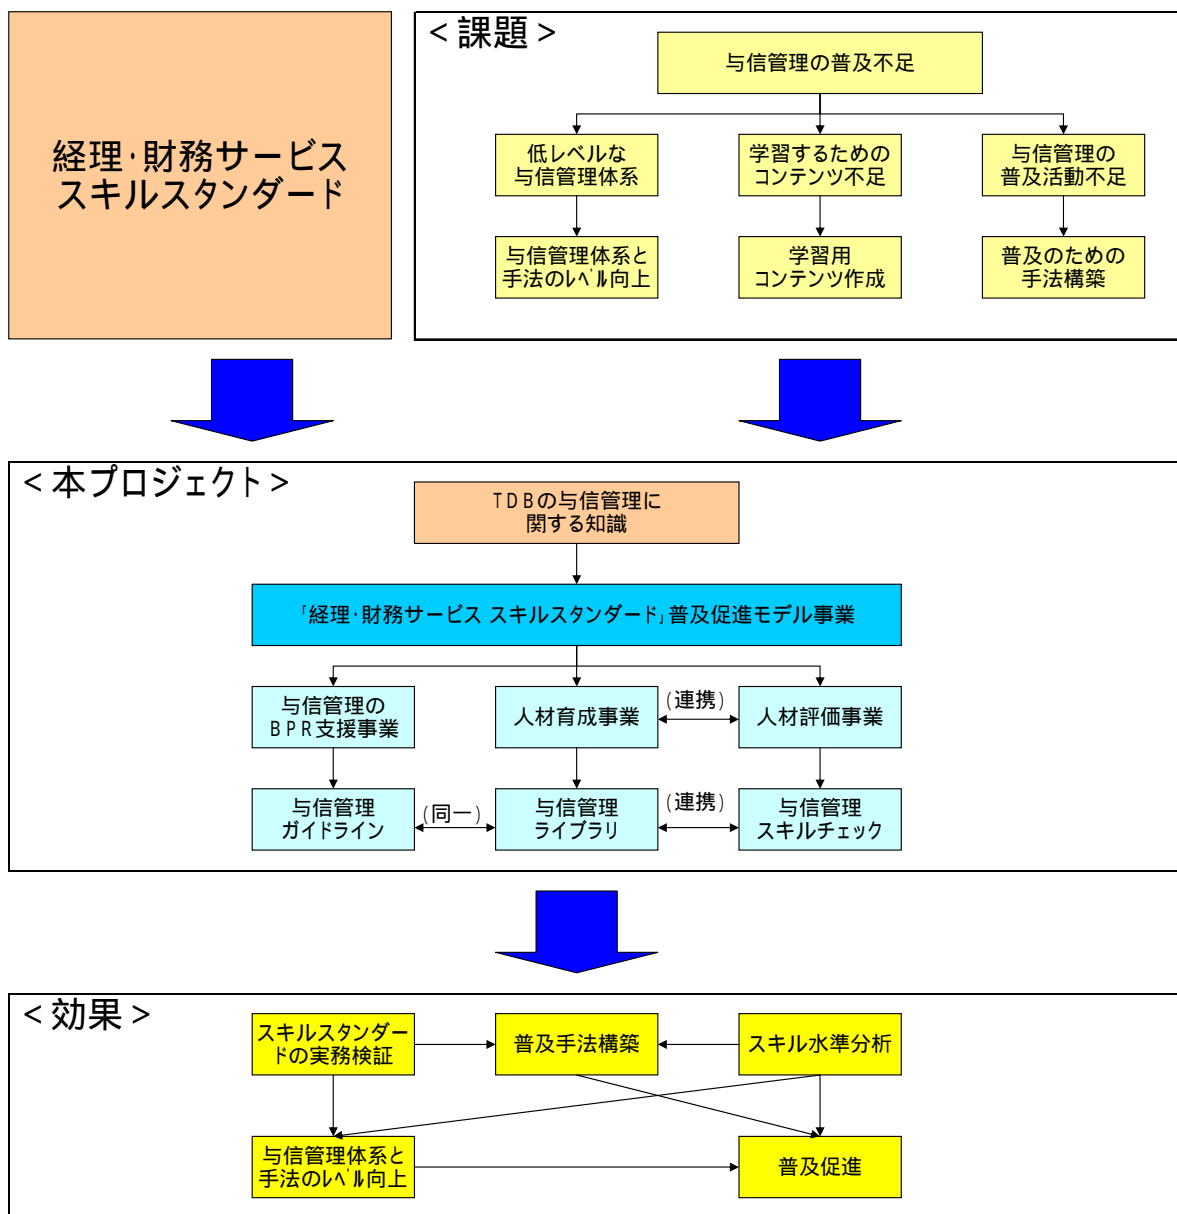 経理･財務サービス
スキルスタンダード
＜課題＞
与信管理の普及不足
低レベルな
与信管理体系
学習するための
コンテンツ不足
与信管理の
普及活動不足
与信管理体系と
手法のﾚﾍﾞﾙ向上
学習用
コンテンツ作成
普及のための
手法構築
＜本プロジェクト＞
TDBの与信管理に
関する知識
｢経理･財務サービス スキルスタンダード｣普及促進モデル事業
与信管理の
BPR支援事業
人材育成事業
(連携)
人材評価事業
与信管理
ガイドライン
(同一)
与信管理
ライブラリ
(連携)
与信管理
スキルチェック
＜効果＞
スキルスタンダー
ドの実務検証
普及手法構築
スキル水準分析
与信管理体系と
手法のﾚﾍﾞﾙ向上
普及促進